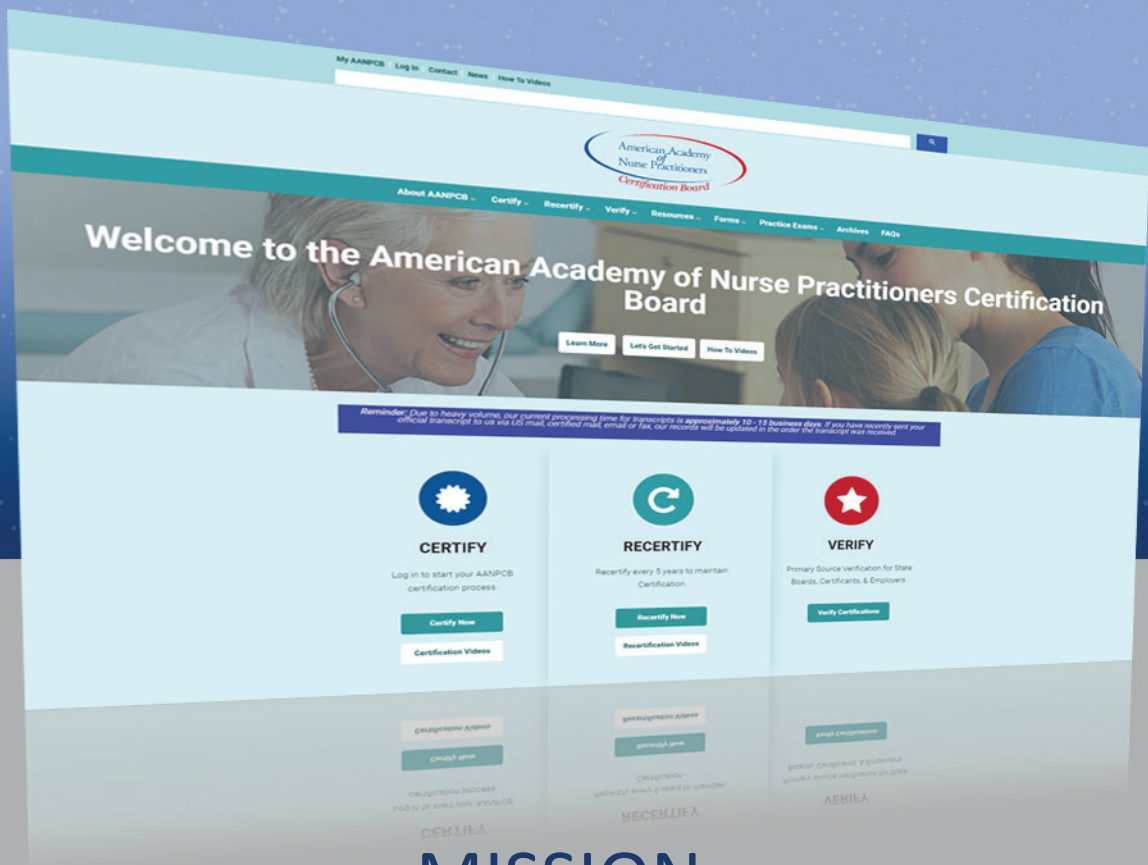 My AANPCB Log In Contact News How To Videos
American Academy
of
Nurse Practitioners
Certification Board
About AANPCB Certify Recertify Verify Resources Forms Practice Exams Archives FAQs
Welcome to the American Academy of Nurse Practitioners Certification
Board
Learn More Let's Get Started How To Videos
Reminder: Due to heavy volume, our current processing time for transcripts is approximately 10 - 15 business days. If you have recently sent your
official transcript to us via US mail, certified mail, email or fax, our records will be updated in the order the transcript was received.
CERTIFY
Log in to start your AANPCB
certification process.
Certify Now
Certification Videos
RECERTIFY
Recertify every 5 years to maintain
Certification.
Recertify Now
Recertification Videos
VERIFY
Primary Source Verification for State
Boards, Certificants, & Employers.
Verify Certifications
MISSION